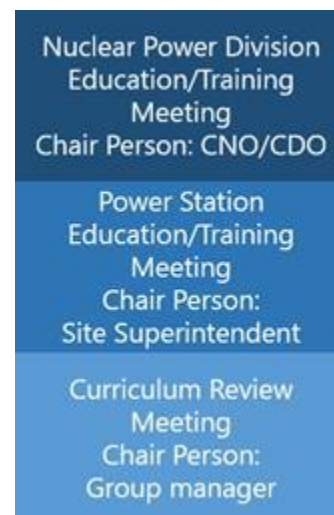 Nuclear Power Division
Education/Training
Meeting
Chair Person: CNO/CDO
Power Station
Education/Training
Meeting
Chair Person:
Site Superintendent
Curriculum Review
Meeting
Chair Person:
Group manager